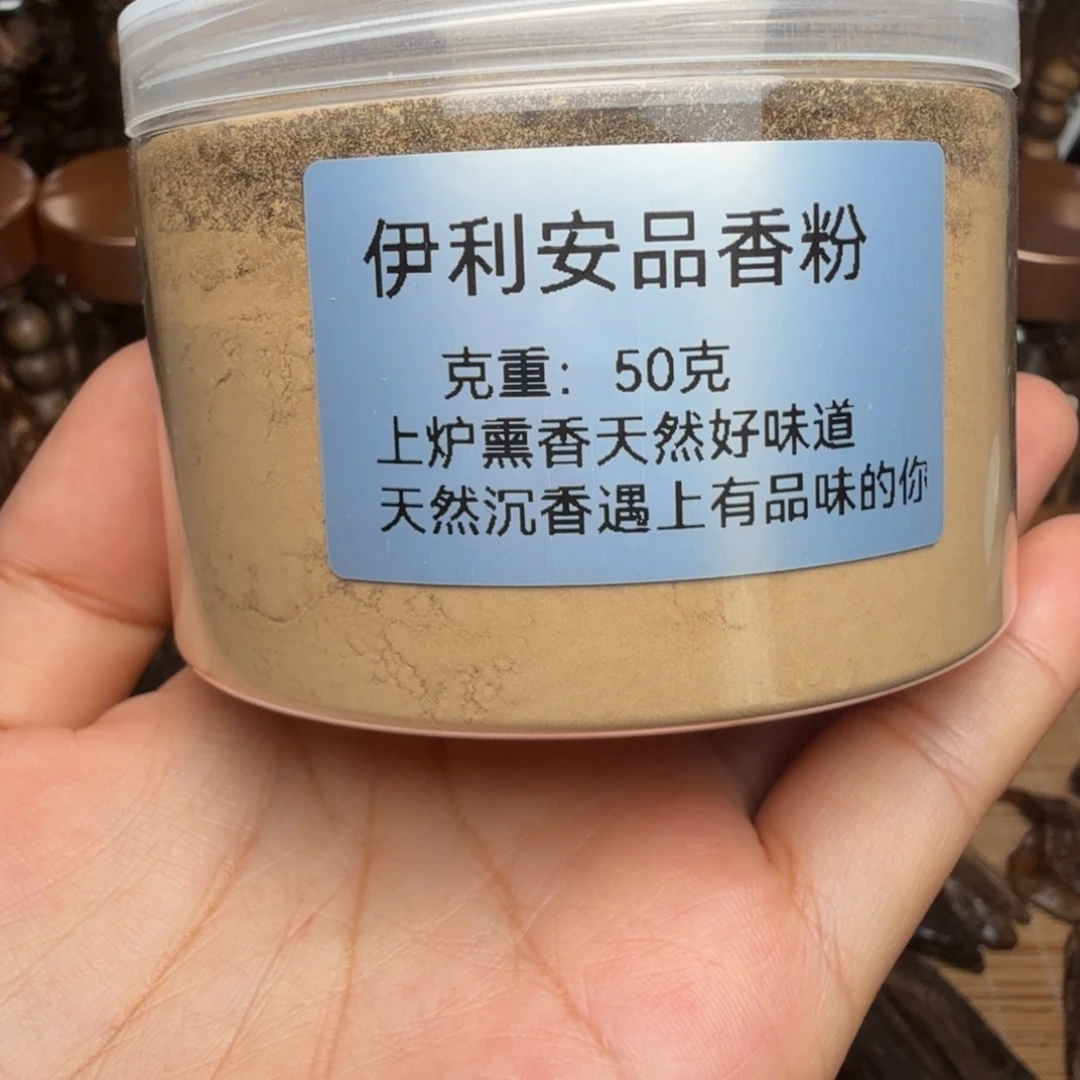 伊利安品香粉
克重：50克
上炉熏香天然好味道
天然沉香遇上有品味的你